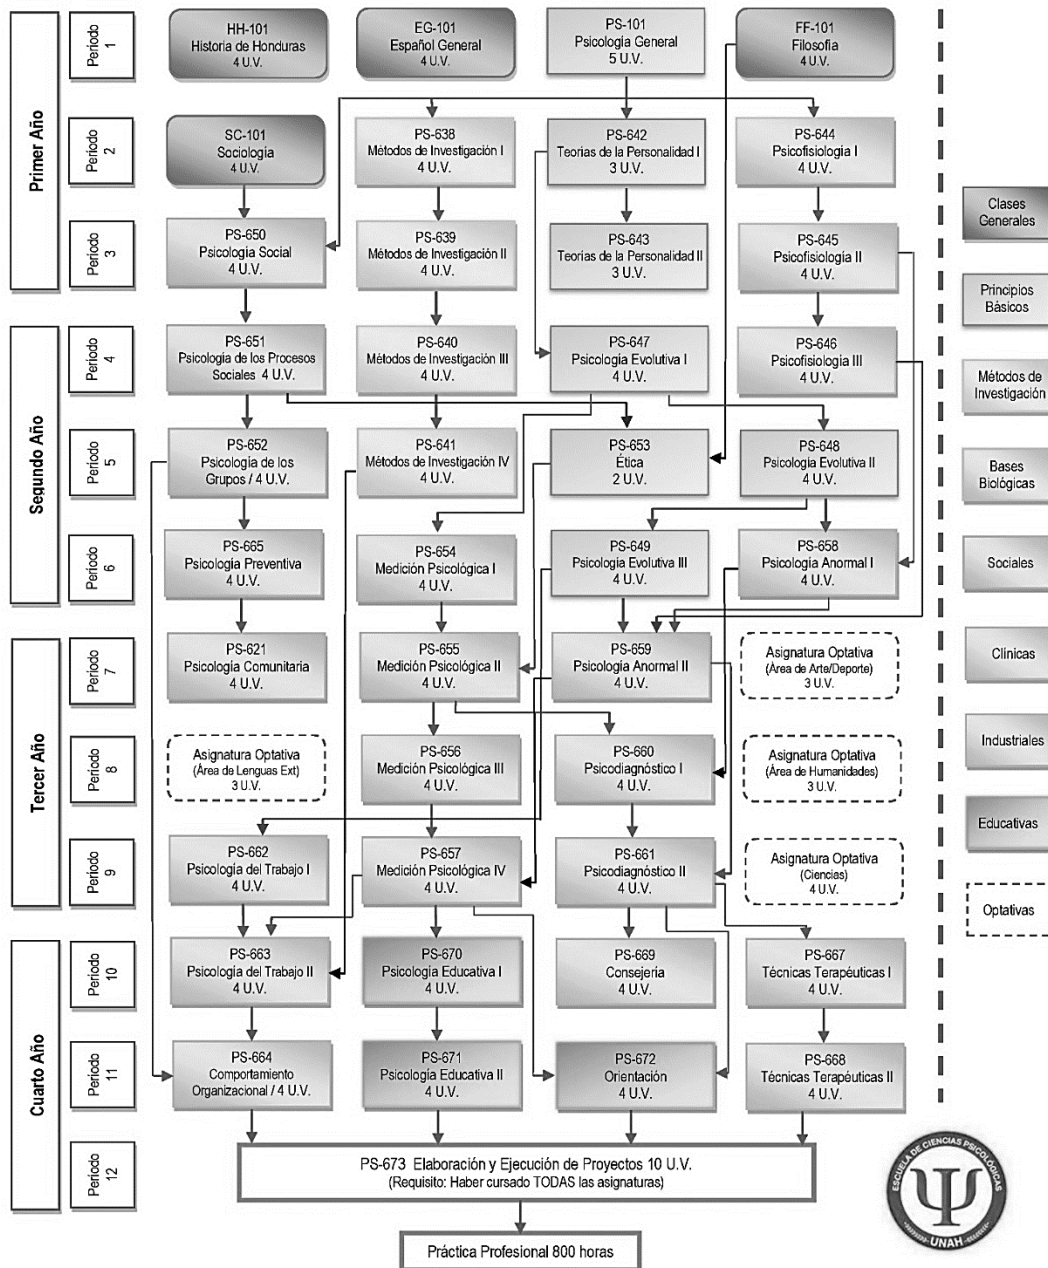 Primer Año
Periodo
1
HH-101
Historia de Honduras
4 U.V.
EG-101
Español General
4 U.V.
PS-101
Psicología General
5 U.V.
FF-101
Filosofía
4 U.V.
Periodo
2
SC-101
Sociología
4 U.V.
PS-638
Métodos de Investigación I
4 U.V.
PS-642
Teorías de la Personalidad I
3 U.V.
PS-644
Psicofisiología I
4 U.V.
Periodo
3
PS-650
Psicología Social
4 U.V.
PS-639
Métodos de Investigación II
4 U.V.
PS-643
Teorías de la Personalidad II
3 U.V.
PS-645
Psicofisiología II
4 U.V.
Segundo Año
Periodo
4
PS-651
Psicología de los Procesos
Sociales 4 U.V.
PS-640
Métodos de Investigación III
4 U.V.
PS-647
Psicología Evolutiva I
4 U.V.
PS-646
Psicofisiología III
4 U.V.
Periodo
5
PS-652
Psicología de los
Grupos / 4 U.V.
PS-641
Métodos de Investigación IV
4 U.V.
PS-653
Ética
2 U.V.
PS-648
Psicología Evolutiva II
4 U.V.
Periodo
6
PS-665
Psicología Preventiva
4 U.V.
PS-654
Medición Psicológica I
4 U.V.
PS-649
Psicología Evolutiva III
4 U.V.
PS-658
Psicología Anormal I
4 U.V.
Tercer Año
Periodo
7
PS-621
Psicología Comunitaria
4 U.V.
PS-655
Medición Psicológica II
4 U.V.
PS-659
Psicología Anormal II
4 U.V.
Asignatura Optativa
(Área de Arte/Deporte)
3 U.V.
Periodo
8
Asignatura Optativa
(Área de Lenguas Ext)
3 U.V.
PS-656
Medición Psicológica III
4 U.V.
PS-660
Psicodiagnóstico I
4 U.V.
Asignatura Optativa
(Área de Humanidades)
3 U.V.
Periodo
9
PS-662
Psicología del Trabajo I
4 U.V.
PS-657
Medición Psicológica IV
4 U.V.
PS-661
Psicodiagnóstico II
4 U.V.
Asignatura Optativa
(Ciencias)
4 U.V.
Cuarto Año
Periodo
10
PS-663
Psicología del Trabajo II
4 U.V.
PS-670
Psicología Educativa I
4 U.V.
PS-669
Consejería
4 U.V.
PS-667
Técnicas Terapéuticas I
4 U.V.
Periodo
11
PS-664
Comportamiento
Organizacional / 4 U.V.
PS-671
Psicología Educativa II
4 U.V.
PS-672
Orientación
4 U.V.
PS-668
Técnicas Terapéuticas II
4 U.V.
Periodo
12
PS-673 Elaboración y Ejecución de Proyectos 10 U.V.
(Requisito: Haber cursado TODAS las asignaturas)
Práctica Profesional 800 horas
Clases
Generales
Principios
Básicos
Métodos de
Investigación
Bases
Biológicas
Sociales
Clínicas
Industriales
Educativas
Optativas
ESCUELA DE CIENCIAS PSICOLÓGICAS
Ψ
UNAH